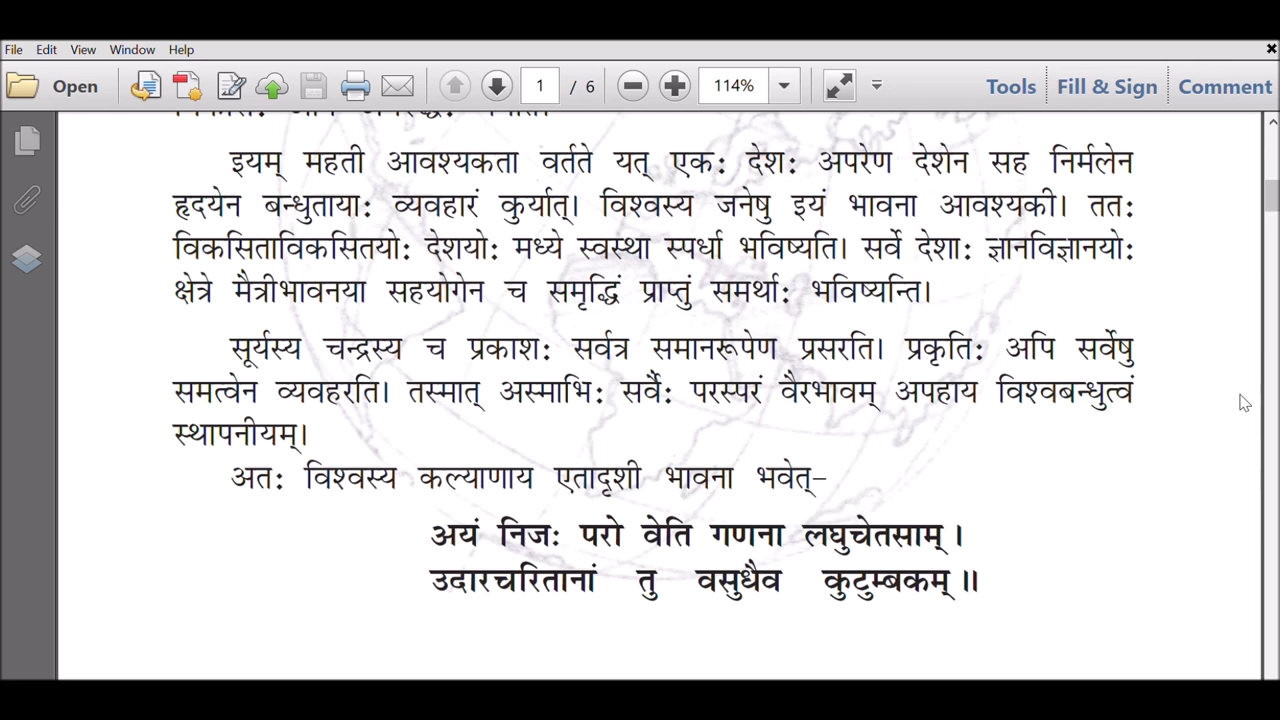 File Edit View Window Help
Open 1 / 6 114% Tools Fill & Sign Comment
इयम् महती आवश्यकता वर्तते यत् एक: देश: अपरेण देशेन सह निर्मलेन
हृदयेन बन्धुताया: व्यवहारं कुर्यात्। विश्वस्य जनेषु इयं भावना आवश्यकी। तत:
विकसिताविकसितयो: देशयो: मध्ये स्वस्था स्पर्धा भविष्यति। सर्वे देशा: ज्ञानविज्ञानयो:
क्षेत्रे मैत्रीभावनया सहयोगेन च समृद्धिं प्राप्तुं समर्था: भविष्यन्ति।
सूर्यस्य चन्द्रस्य च प्रकाश: सर्वत्र समानरूपेण प्रसरति। प्रकृति: अपि सर्वेषु
समत्वेन व्यवहरति। तस्मात् अस्माभि: सर्वै: परस्परं वैरभावम् अपहाय विश्वबन्धुत्वं
स्थापनीयम्।
अत: विश्वस्य कल्याणाय एतादृशी भावना भवेत्–
अयं निजः परो वेति गणना लघुचेतसाम् ।
उदारचरितानां तु वसुधैव कुटुम्बकम् ॥